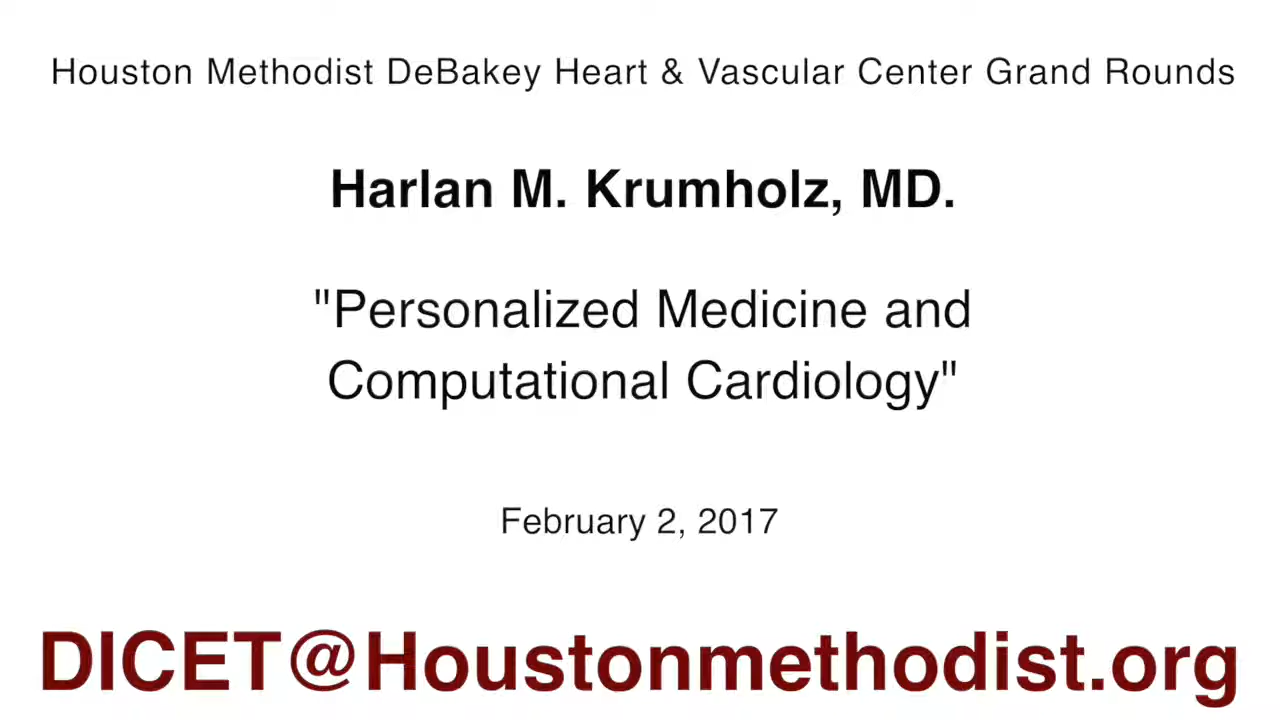 Houston Methodist DeBakey Heart & Vascular Center Grand Rounds
Harlan M. Krumholz, MD.
"Personalized Medicine and
Computational Cardiology"
February 2, 2017
DICET@Houstonmethodist.org